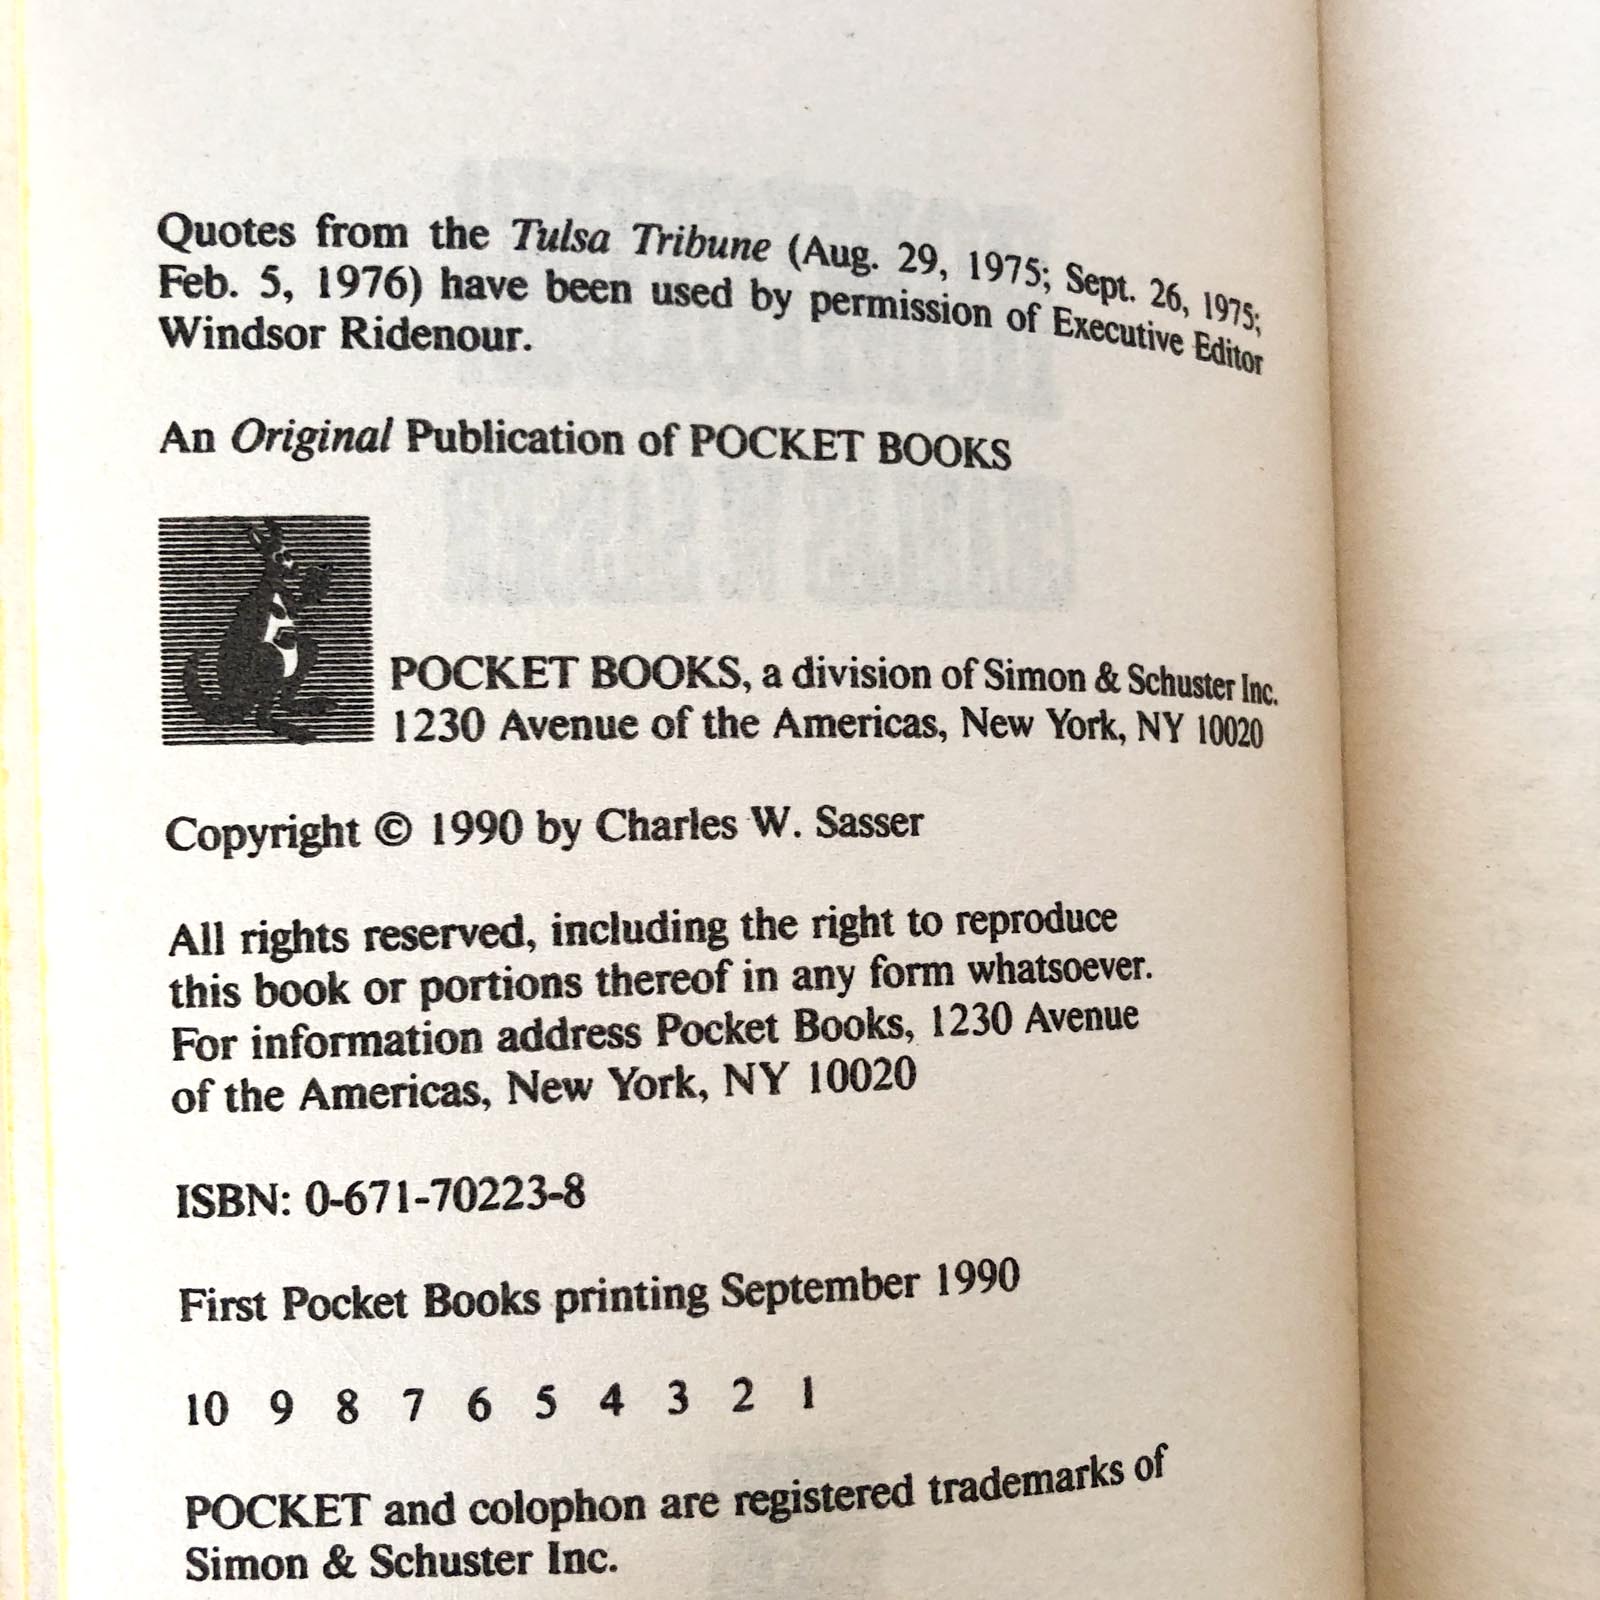 Quotes from the Tulsa Tribune (Aug. 29, 1975; Sept. 26, 1975;
Feb. 5, 1976) have been used by permission of Executive Editor
Windsor Ridenour.
An Original Publication of POCKET BOOKS
POCKET BOOKS, a division of Simon & Schuster Inc.
1230 Avenue of the Americas, New York, NY 10020
Copyright © 1990 by Charles W. Sasser
All rights reserved, including the right to reproduce
this book or portions thereof in any form whatsoever.
For information address Pocket Books, 1230 Avenue
of the Americas, New York, NY 10020
ISBN: 0-671-70223-8
First Pocket Books printing September 1990
10 9 8 7 6 5 4 3 2 1
POCKET and colophon are registered trademarks of
Simon & Schuster Inc.